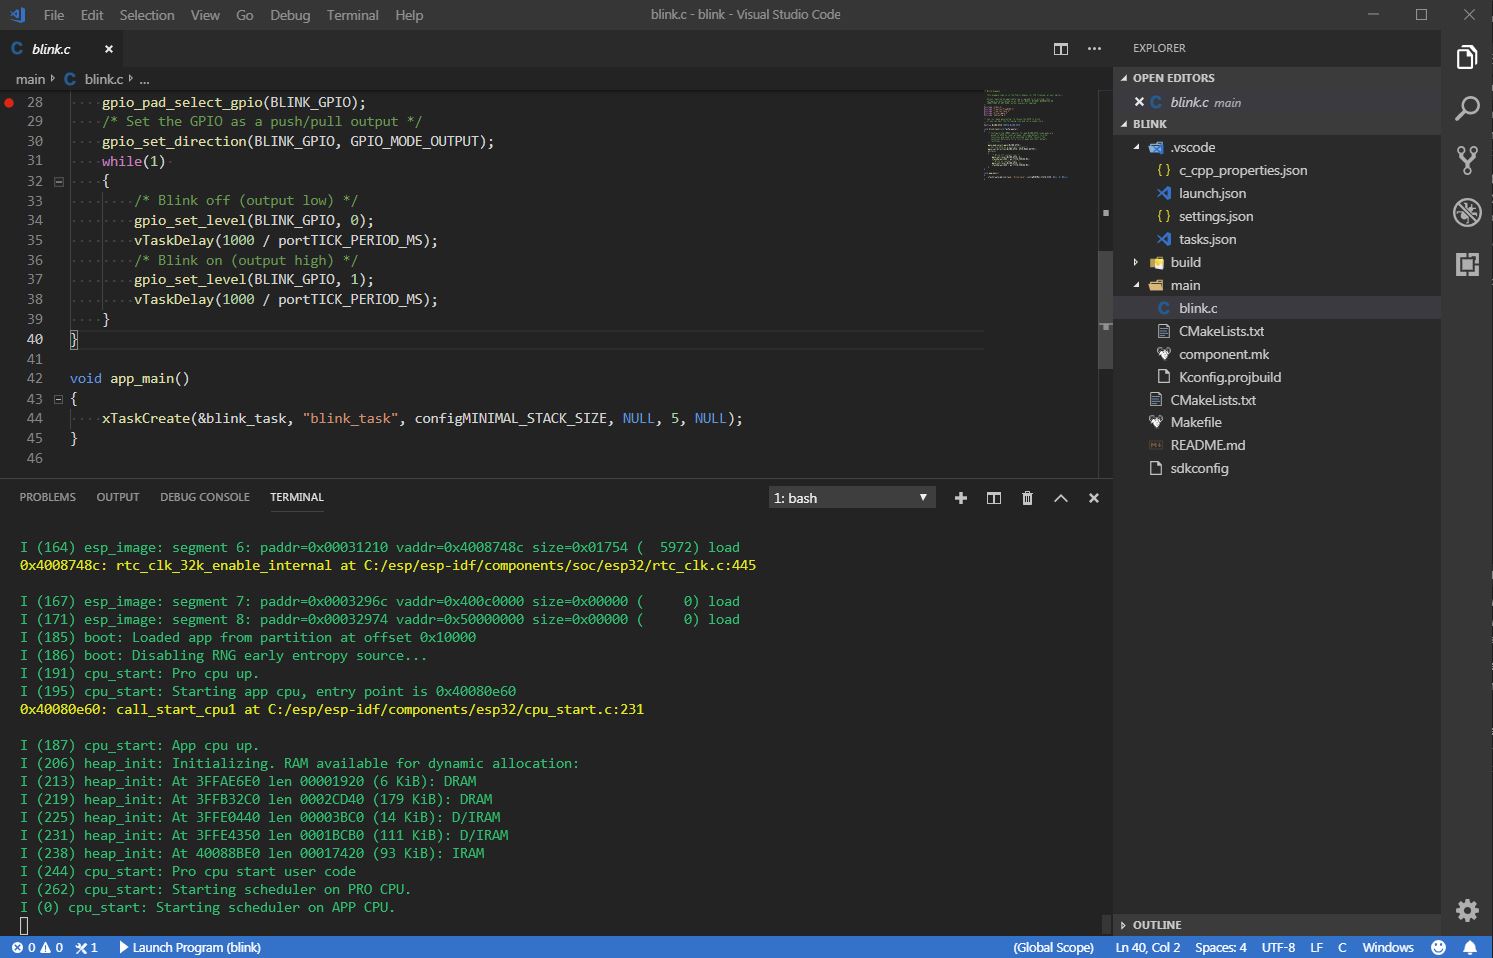 File Edit Selection View Go Debug Terminal Help
blink.c - blink - Visual Studio Code
C blink.c ×
main C blink.c ...
28 gpio_pad_select_gpio(BLINK_GPIO);
29 /* Set the GPIO as a push/pull output */
30 gpio_set_direction(BLINK_GPIO, GPIO_MODE_OUTPUT);
31 while(1)
32 {
33 /* Blink off (output low) */
34 gpio_set_level(BLINK_GPIO, 0);
35 vTaskDelay(1000 / portTICK_PERIOD_MS);
36 /* Blink on (output high) */
37 gpio_set_level(BLINK_GPIO, 1);
38 vTaskDelay(1000 / portTICK_PERIOD_MS);
39 }
40 }
41
42 void app_main()
43 {
44 xTaskCreate(&blink_task, "blink_task", configMINIMAL_STACK_SIZE, NULL, 5, NULL);
45 }
46
PROBLEMS OUTPUT DEBUG CONSOLE TERMINAL
1: bash
I (164) esp_image: segment 6: paddr=0x00031210 vaddr=0x4008748c size=0x01754 (  5972) load
0x4008748c: rtc_clk_32k_enable_internal at C:/esp/esp-idf/components/soc/esp32/rtc_clk.c:445
I (167) esp_image: segment 7: paddr=0x0003296c vaddr=0x400c0000 size=0x00000 (     0) load
I (171) esp_image: segment 8: paddr=0x00032974 vaddr=0x50000000 size=0x00000 (     0) load
I (185) boot: Loaded app from partition at offset 0x10000
I (186) boot: Disabling RNG early entropy source...
I (191) cpu_start: Pro cpu up.
I (195) cpu_start: Starting app cpu, entry point is 0x40080e60
0x40080e60: call_start_cpu1 at C:/esp/esp-idf/components/esp32/cpu_start.c:231
I (187) cpu_start: App cpu up.
I (206) heap_init: Initializing. RAM available for dynamic allocation:
I (213) heap_init: At 3FFAE6E0 len 00001920 (6 KiB): DRAM
I (219) heap_init: At 3FFB32C0 len 0002CD40 (179 KiB): DRAM
I (225) heap_init: At 3FFE0440 len 00003BC0 (14 KiB): D/IRAM
I (231) heap_init: At 3FFE4350 len 0001BCB0 (111 KiB): D/IRAM
I (238) heap_init: At 40088BE0 len 00017420 (93 KiB): IRAM
I (244) cpu_start: Pro cpu start user code
I (262) cpu_start: Starting scheduler on PRO CPU.
I (0) cpu_start: Starting scheduler on APP CPU.
EXPLORER
OPEN EDITORS
C blink.c main
BLINK
.vscode
{ } c_cpp_properties.json
launch.json
{ } settings.json
tasks.json
build
main
C blink.c
CMakeLists.txt
component.mk
Kconfig.projbuild
CMakeLists.txt
Makefile
README.md
sdkconfig
OUTLINE
0 0 1 Launch Program (blink)
(Global Scope) Ln 40, Col 2 Spaces: 4 UTF-8 LF C Windows